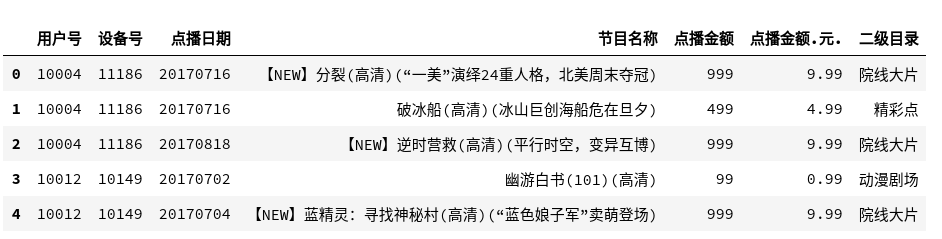 用户号 设备号 点播日期 节目名称 点播金额 点播金额.元. 二级目录
0 10004 11186 20170716 【NEW】分裂(高清)(“一美”演绎24重人格，北美周末夺冠) 999 9.99 院线大片
1 10004 11186 20170716 破冰船(高清)(冰山巨创海船危在旦夕) 499 4.99 精彩点
2 10004 11186 20170818 【NEW】逆时营救(高清)(平行时空，变异互博) 999 9.99 院线大片
3 10012 10149 20170702 幽游白书(101)(高清) 99 0.99 动漫剧场
4 10012 10149 20170704 【NEW】蓝精灵：寻找神秘村(高清)(“蓝色娘子军”卖萌登场) 999 9.99 院线大片